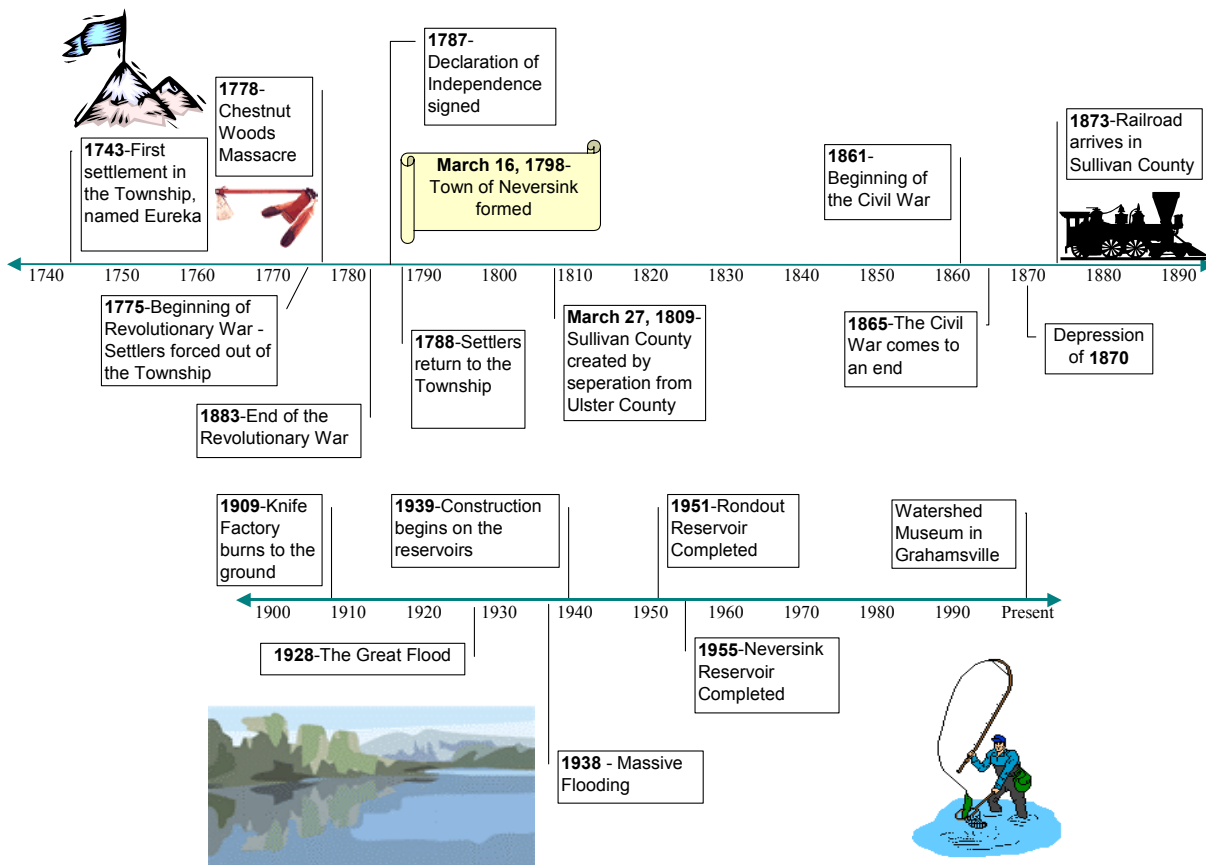 1787-
Declaration of
Independence
signed
1778-
Chestnut
Woods
Massacre
1873-Railroad
arrives in
Sullivan County
1743-First
settlement in
the Township,
named Eureka
March 16, 1798-
Town of Neversink
formed
1861-
Beginning of
the Civil War
1740 1750 1760 1770 1780 1790 1800 1810 1820 1830 1840 1850 1860 1870 1880 1890
1775-Beginning of
Revolutionary War -
Settlers forced out of
the Township
1883-End of the
Revolutionary War
1788-Settlers
return to the
Township
March 27, 1809-
Sullivan County
created by
seperation from
Ulster County
1865-The Civil
War comes to
an end
Depression
of 1870
1909-Knife
Factory
burns to the
ground
1939-Construction
begins on the
reservoirs
1951-Rondout
Reservoir
Completed
Watershed
Museum in
Grahamsville
1900 1910 1920 1930 1940 1950 1960 1970 1980 1990 Present
1928-The Great Flood
1955-Neversink
Reservoir
Completed
1938 - Massive
Flooding